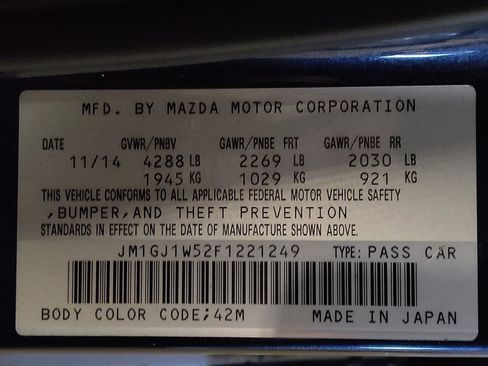 MFD. BY MAZDA MOTOR CORPORATION
DATE GVWR/PNBV GAWR/PNBE FRT GAWR/PNBE RR
11/14 4288 LB 2269 LB 2030 LB
1945 KG 1029 KG 921 KG
THIS VEHICLE CONFORMS TO ALL APPLICABLE FEDERAL MOTOR VEHICLE SAFETY
,BUMPER,AND THEFT PREVENTION
STANDARDS IN EFFECT ON THE DATE OF MANUFACTURE SHOWN ABOVE.
JM1GJ1W52F1221249 TYPE: PASS CAR
BODY COLOR CODE;42M MADE IN JAPAN